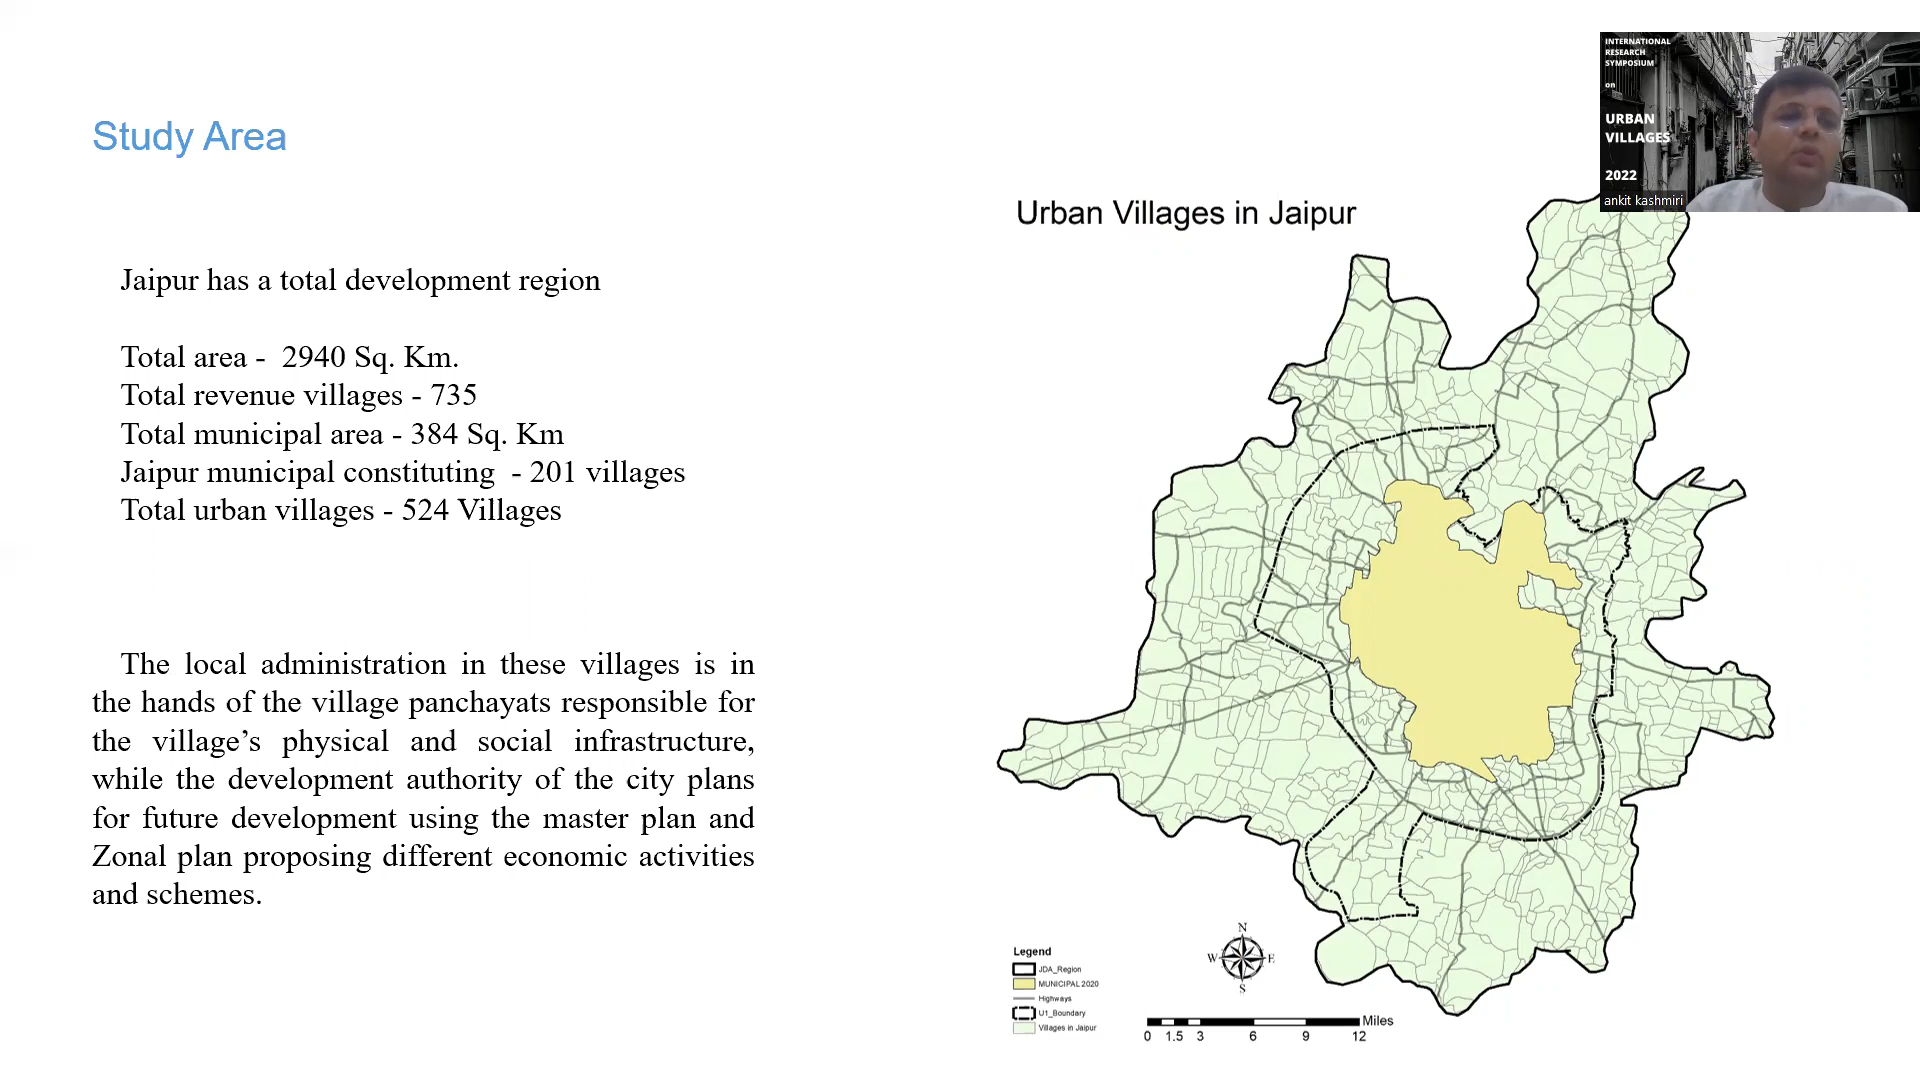 Study Area
Jaipur has a total development region
Total area - 2940 Sq. Km.
Total revenue villages - 735
Total municipal area - 384 Sq. Km
Jaipur municipal constituting - 201 villages
Total urban villages - 524 Villages
The local administration in these villages is in
the hands of the village panchayats responsible for
the village’s physical and social infrastructure,
while the development authority of the city plans
for future development using the master plan and
Zonal plan proposing different economic activities
and schemes.
Urban Villages in Jaipur
Legend
JDA_Region
MUNICIPAL 2020
Highways
U1_Boundary
Villages in Jaipur
N
W E
S
Miles
0 1.5 3 6 9 12
INTERNATIONAL
RESEARCH
SYMPOSIUM
on
URBAN
VILLAGES
2022
ankit kashmiri